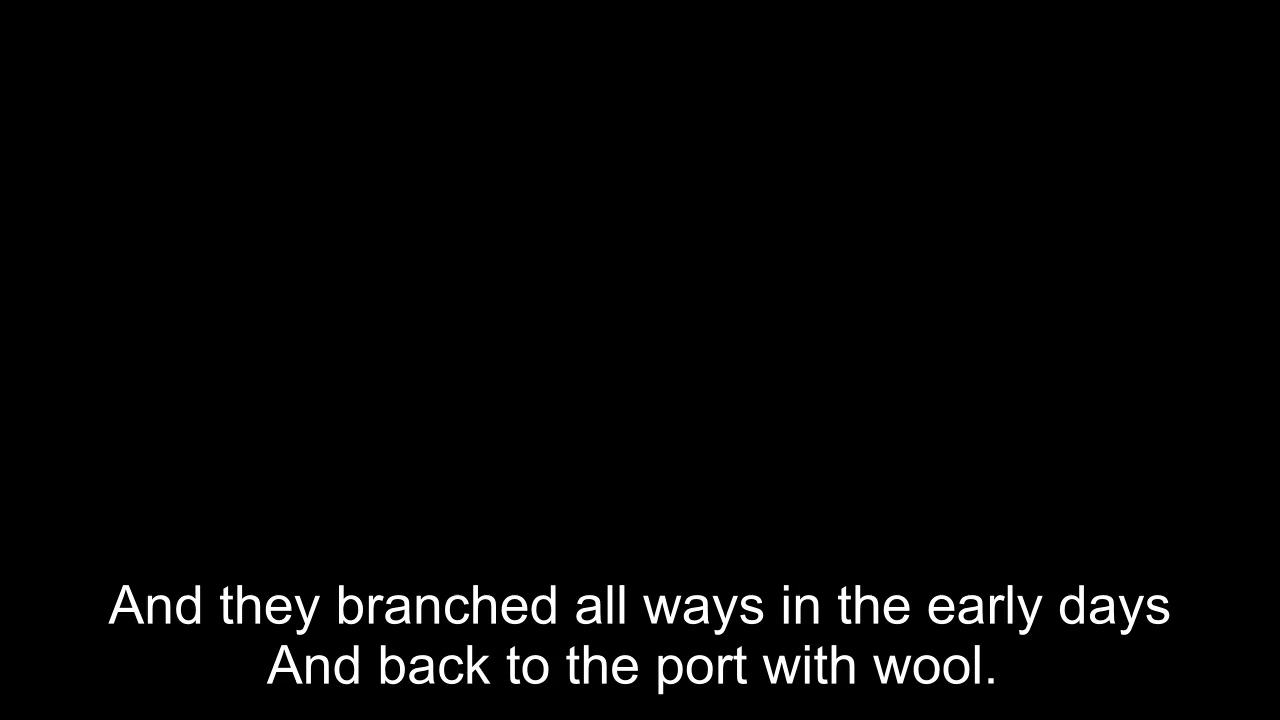 And they branched all ways in the early days
And back to the port with wool.